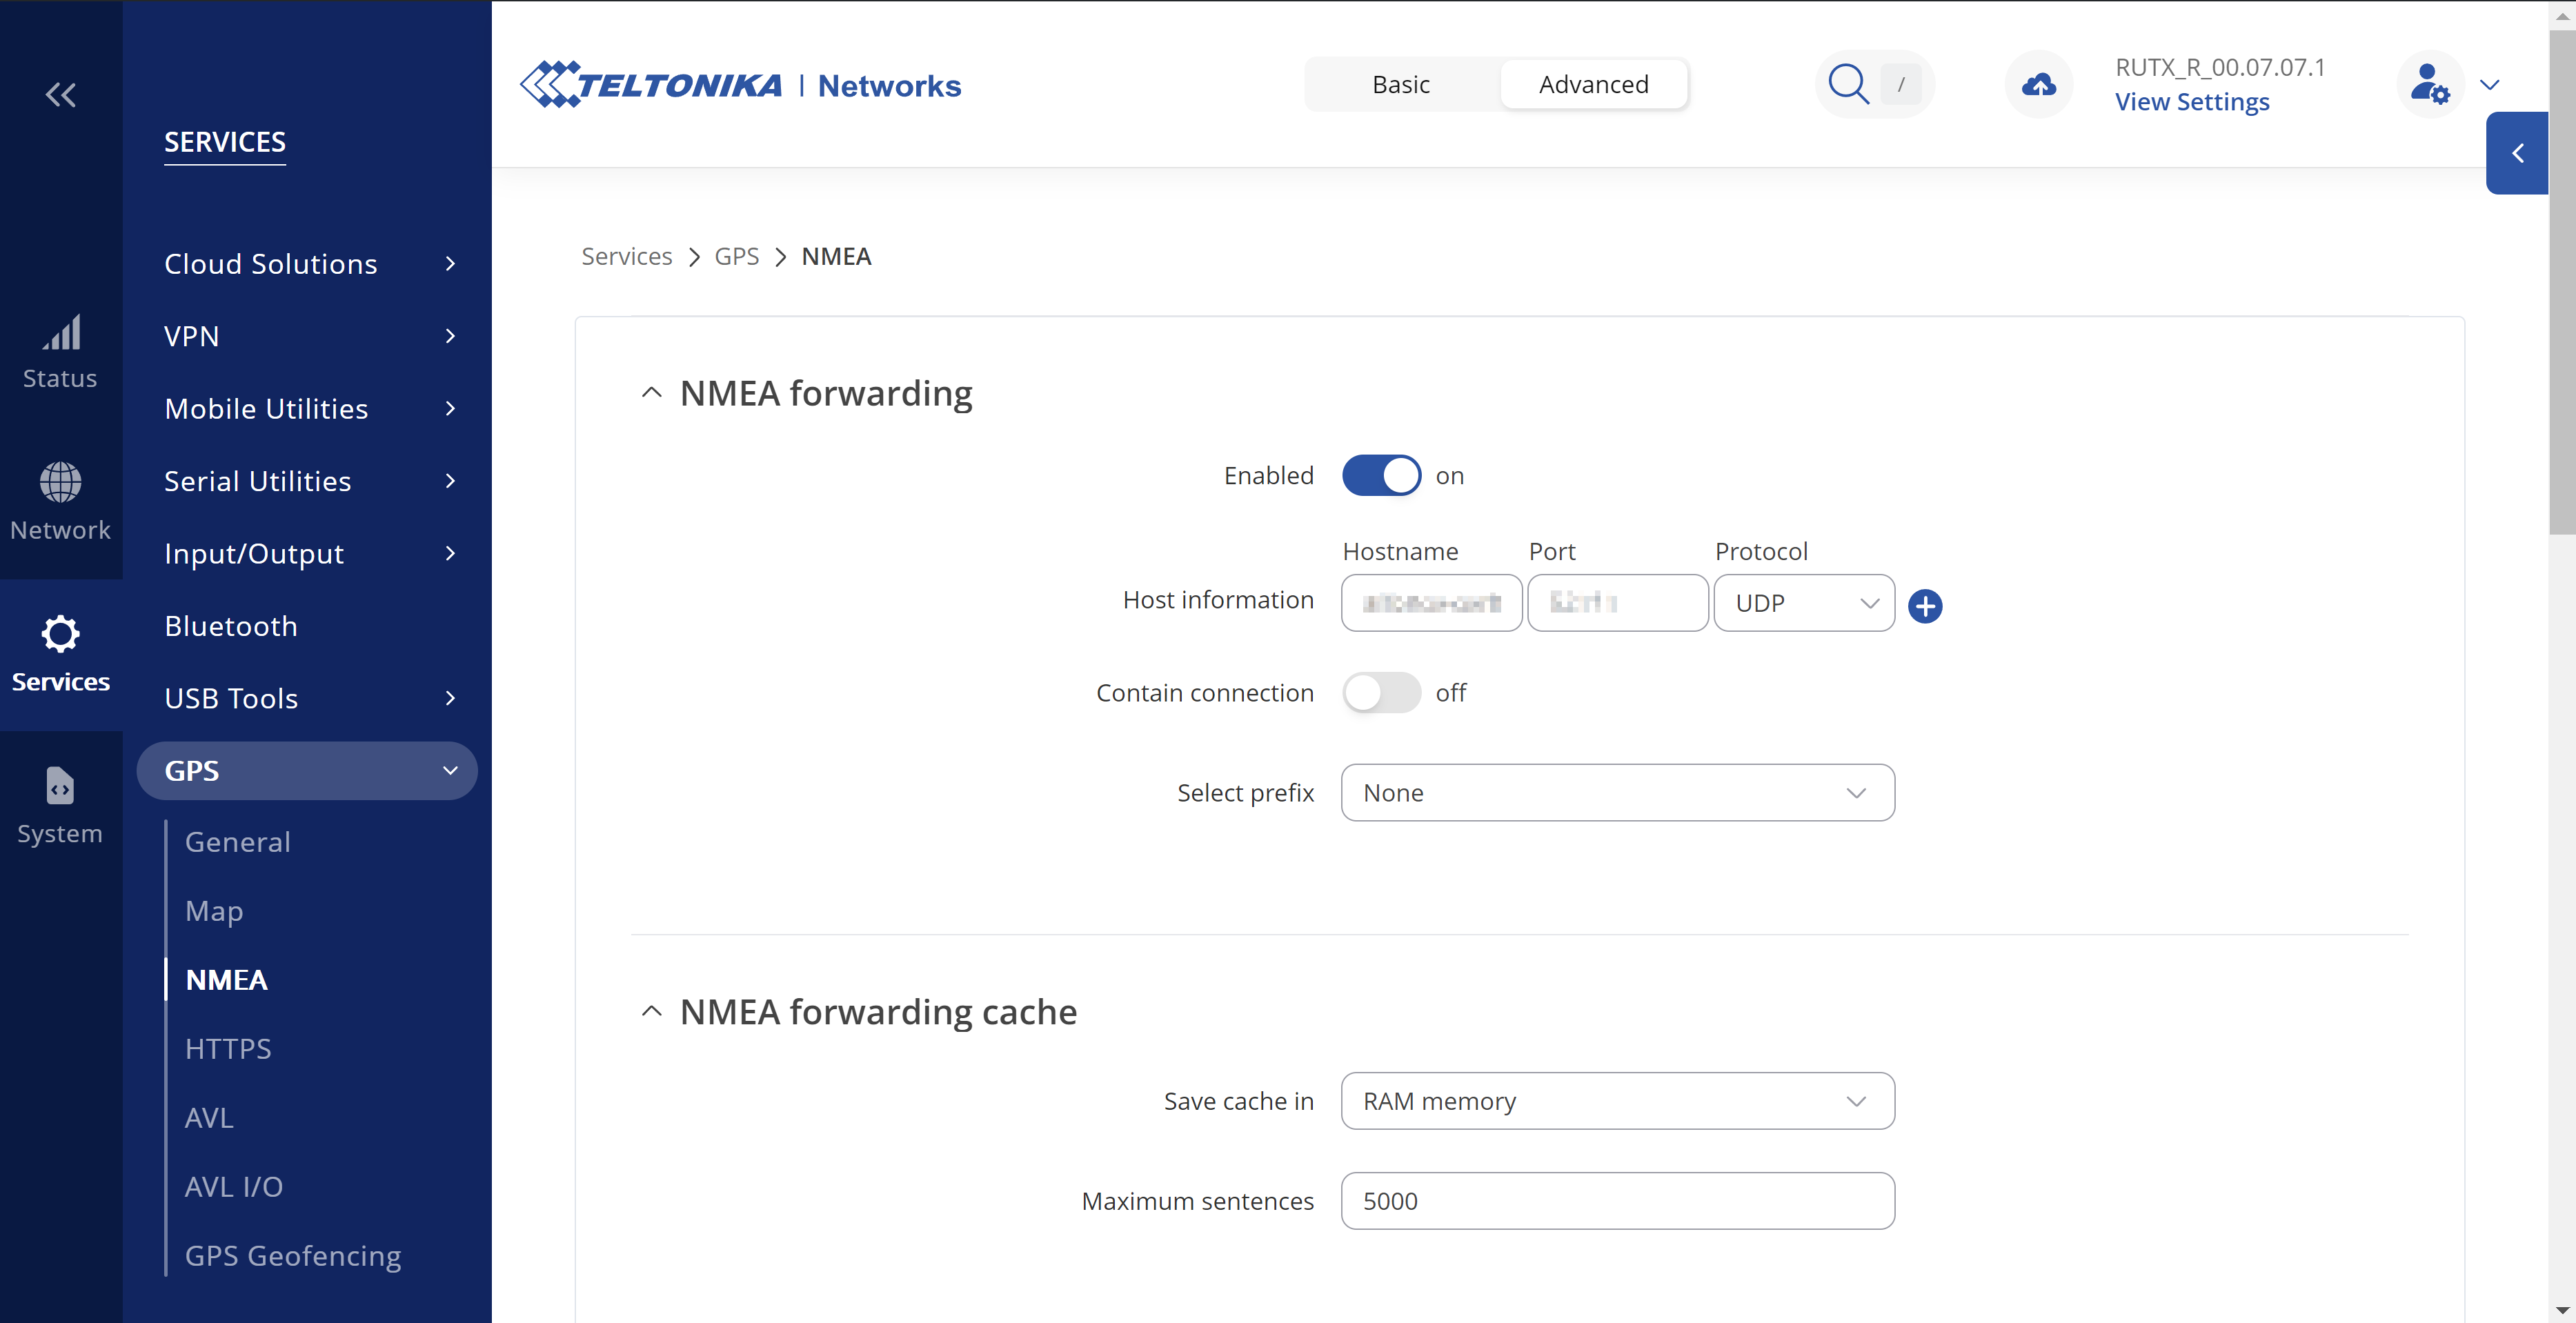 TELTONIKA | Networks
Basic
Advanced
/
RUTX_R_00.07.07.1
View Settings
SERVICES
Cloud Solutions
VPN
Mobile Utilities
Serial Utilities
Input/Output
Bluetooth
USB Tools
GPS
General
Map
NMEA
HTTPS
AVL
AVL I/O
GPS Geofencing
Status
Network
Services
System
Services > GPS > NMEA
NMEA forwarding
Enabled
on
Hostname
Port
Protocol
Host information
UDP
Contain connection
off
Select prefix
None
NMEA forwarding cache
Save cache in
RAM memory
Maximum sentences
5000